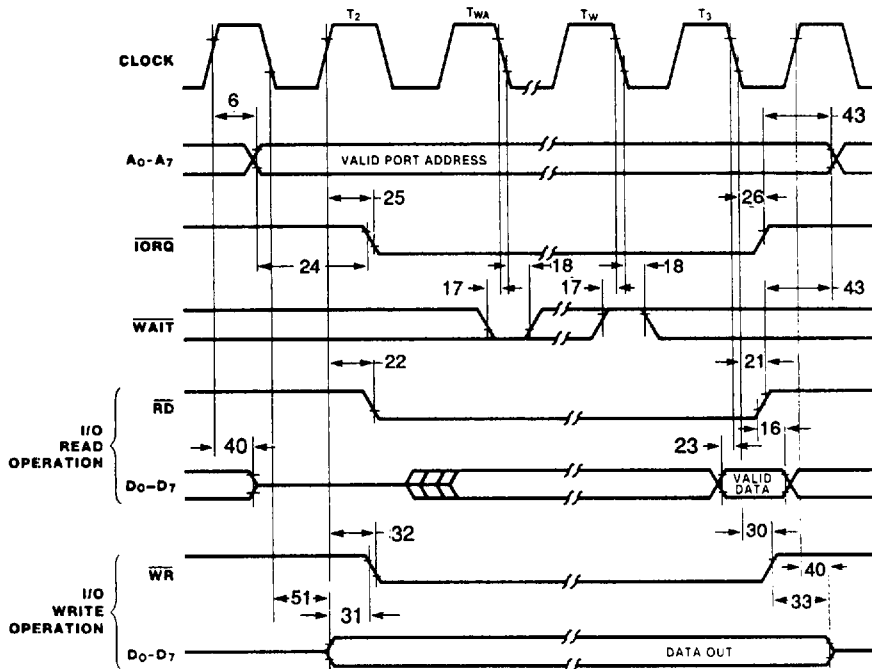 T2 TWA TW T3
CLOCK
6 43
A0-A7 VALID PORT ADDRESS
25 26
IORQ
24 18 18
17 17 43
WAIT
22 21
RD
I/O
READ
OPERATION
16
40 23
D0-D7 VALID
DATA
32 30
WR
40
I/O
WRITE
OPERATION
51 31 33
D0-D7 DATA OUT